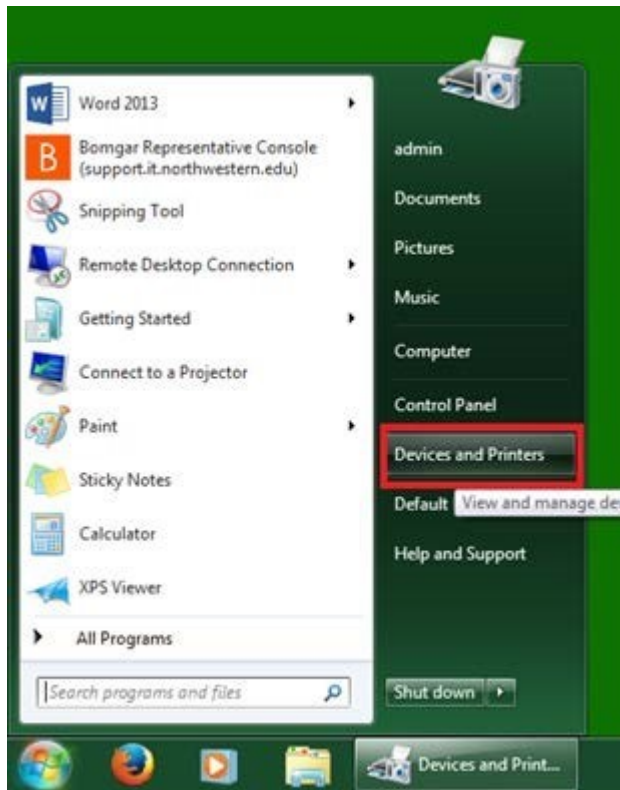 Word 2013
Bomgar Representative Console
(support.it.northwestern.edu)
Snipping Tool
Remote Desktop Connection
Getting Started
Connect to a Projector
Paint
Sticky Notes
Calculator
XPS Viewer
All Programs
Search programs and files
admin
Documents
Pictures
Music
Computer
Control Panel
Devices and Printers
Default
View and manage de
Help and Support
Shut down
Devices and Print...